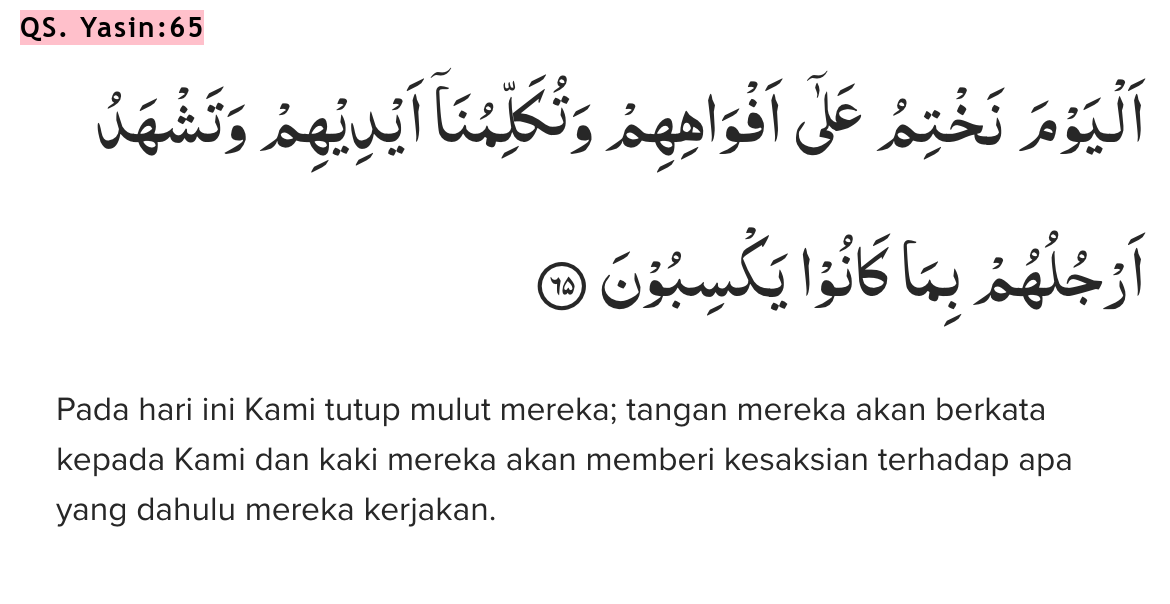 QS. Yasin:65
اَلْيَوْمَ نَخْتِمُ عَلٰٓى اَفْوَاهِهِمْ وَتُكَلِّمُنَآ اَيْدِيْهِمْ وَتَشْهَدُ
اَرْجُلُهُمْ بِمَا كَانُوْا يَكْسِبُوْنَ ۝٦٥
Pada hari ini Kami tutup mulut mereka; tangan mereka akan berkata
kepada Kami dan kaki mereka akan memberi kesaksian terhadap apa
yang dahulu mereka kerjakan.